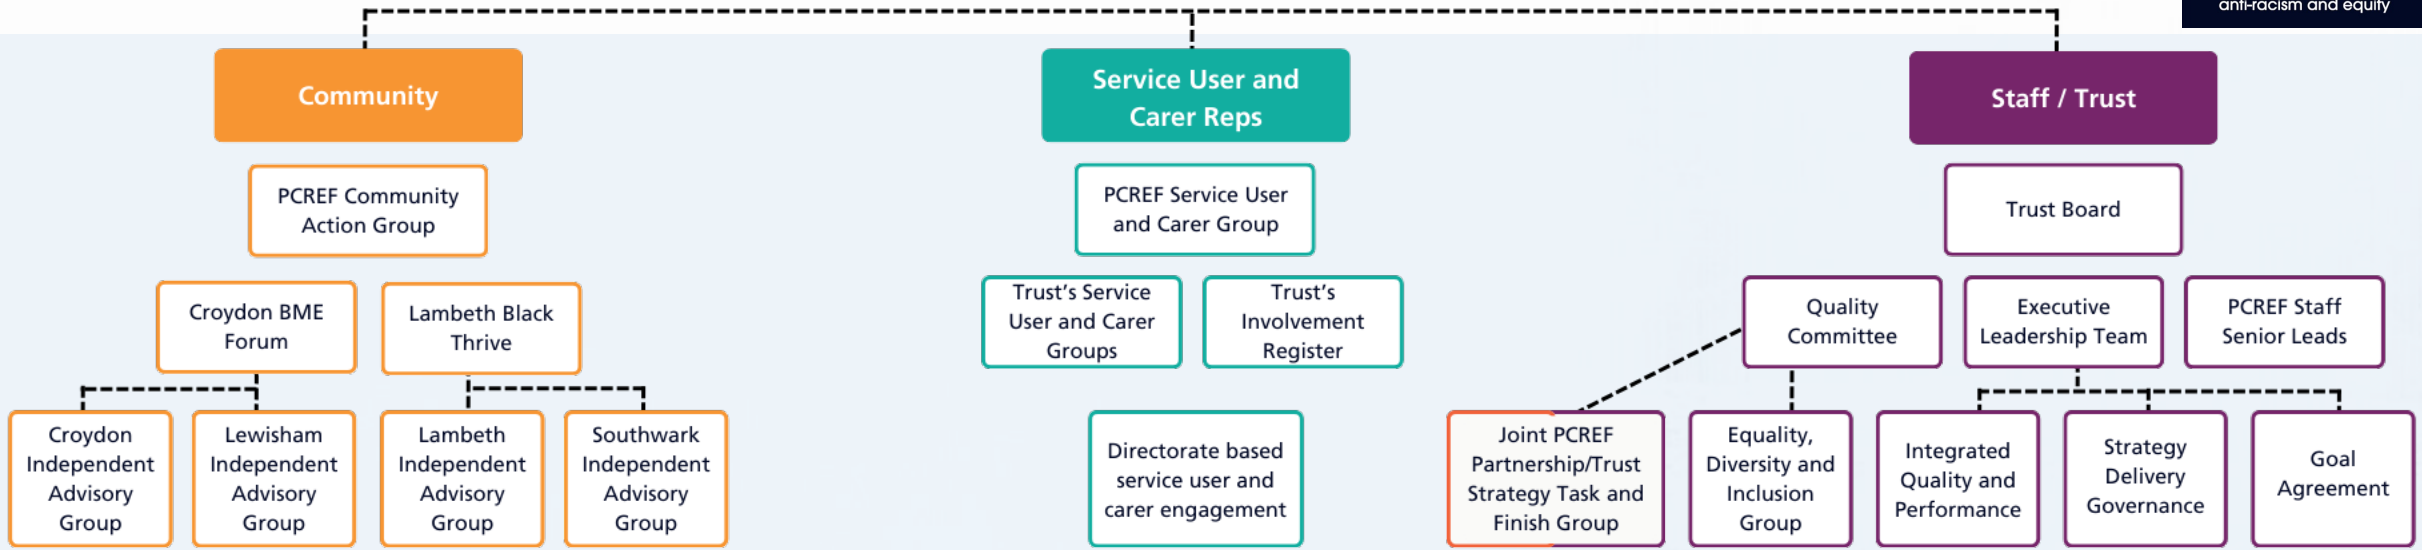 anti-racism and equity
Community
Service User and
Carer Reps
Staff / Trust
PCREF Community
Action Group
PCREF Service User
and Carer Group
Trust Board
Croydon BME
Forum
Lambeth Black
Thrive
Trust’s Service
User and Carer
Groups
Trust’s
Involvement
Register
Quality
Committee
Executive
Leadership Team
PCREF Staff
Senior Leads
Croydon
Independent
Advisory
Group
Lewisham
Independent
Advisory
Group
Lambeth
Independent
Advisory
Group
Southwark
Independent
Advisory
Group
Directorate based
service user and
carer engagement
Joint PCREF
Partnership/Trust
Strategy Task and
Finish Group
Equality,
Diversity and
Inclusion
Group
Integrated
Quality and
Performance
Strategy
Delivery
Governance
Goal
Agreement